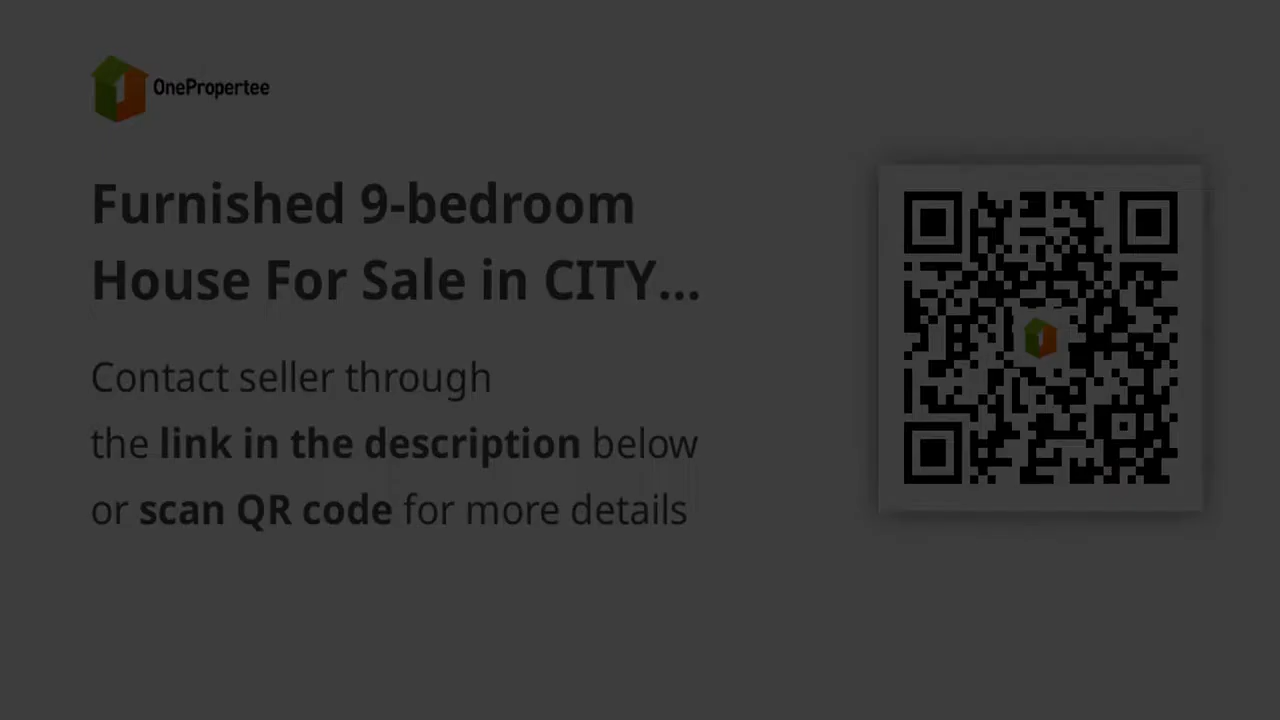 OnePropertee
Furnished 9-bedroom
House For Sale in CITY...
Contact seller through
the link in the description below
or scan QR code for more details